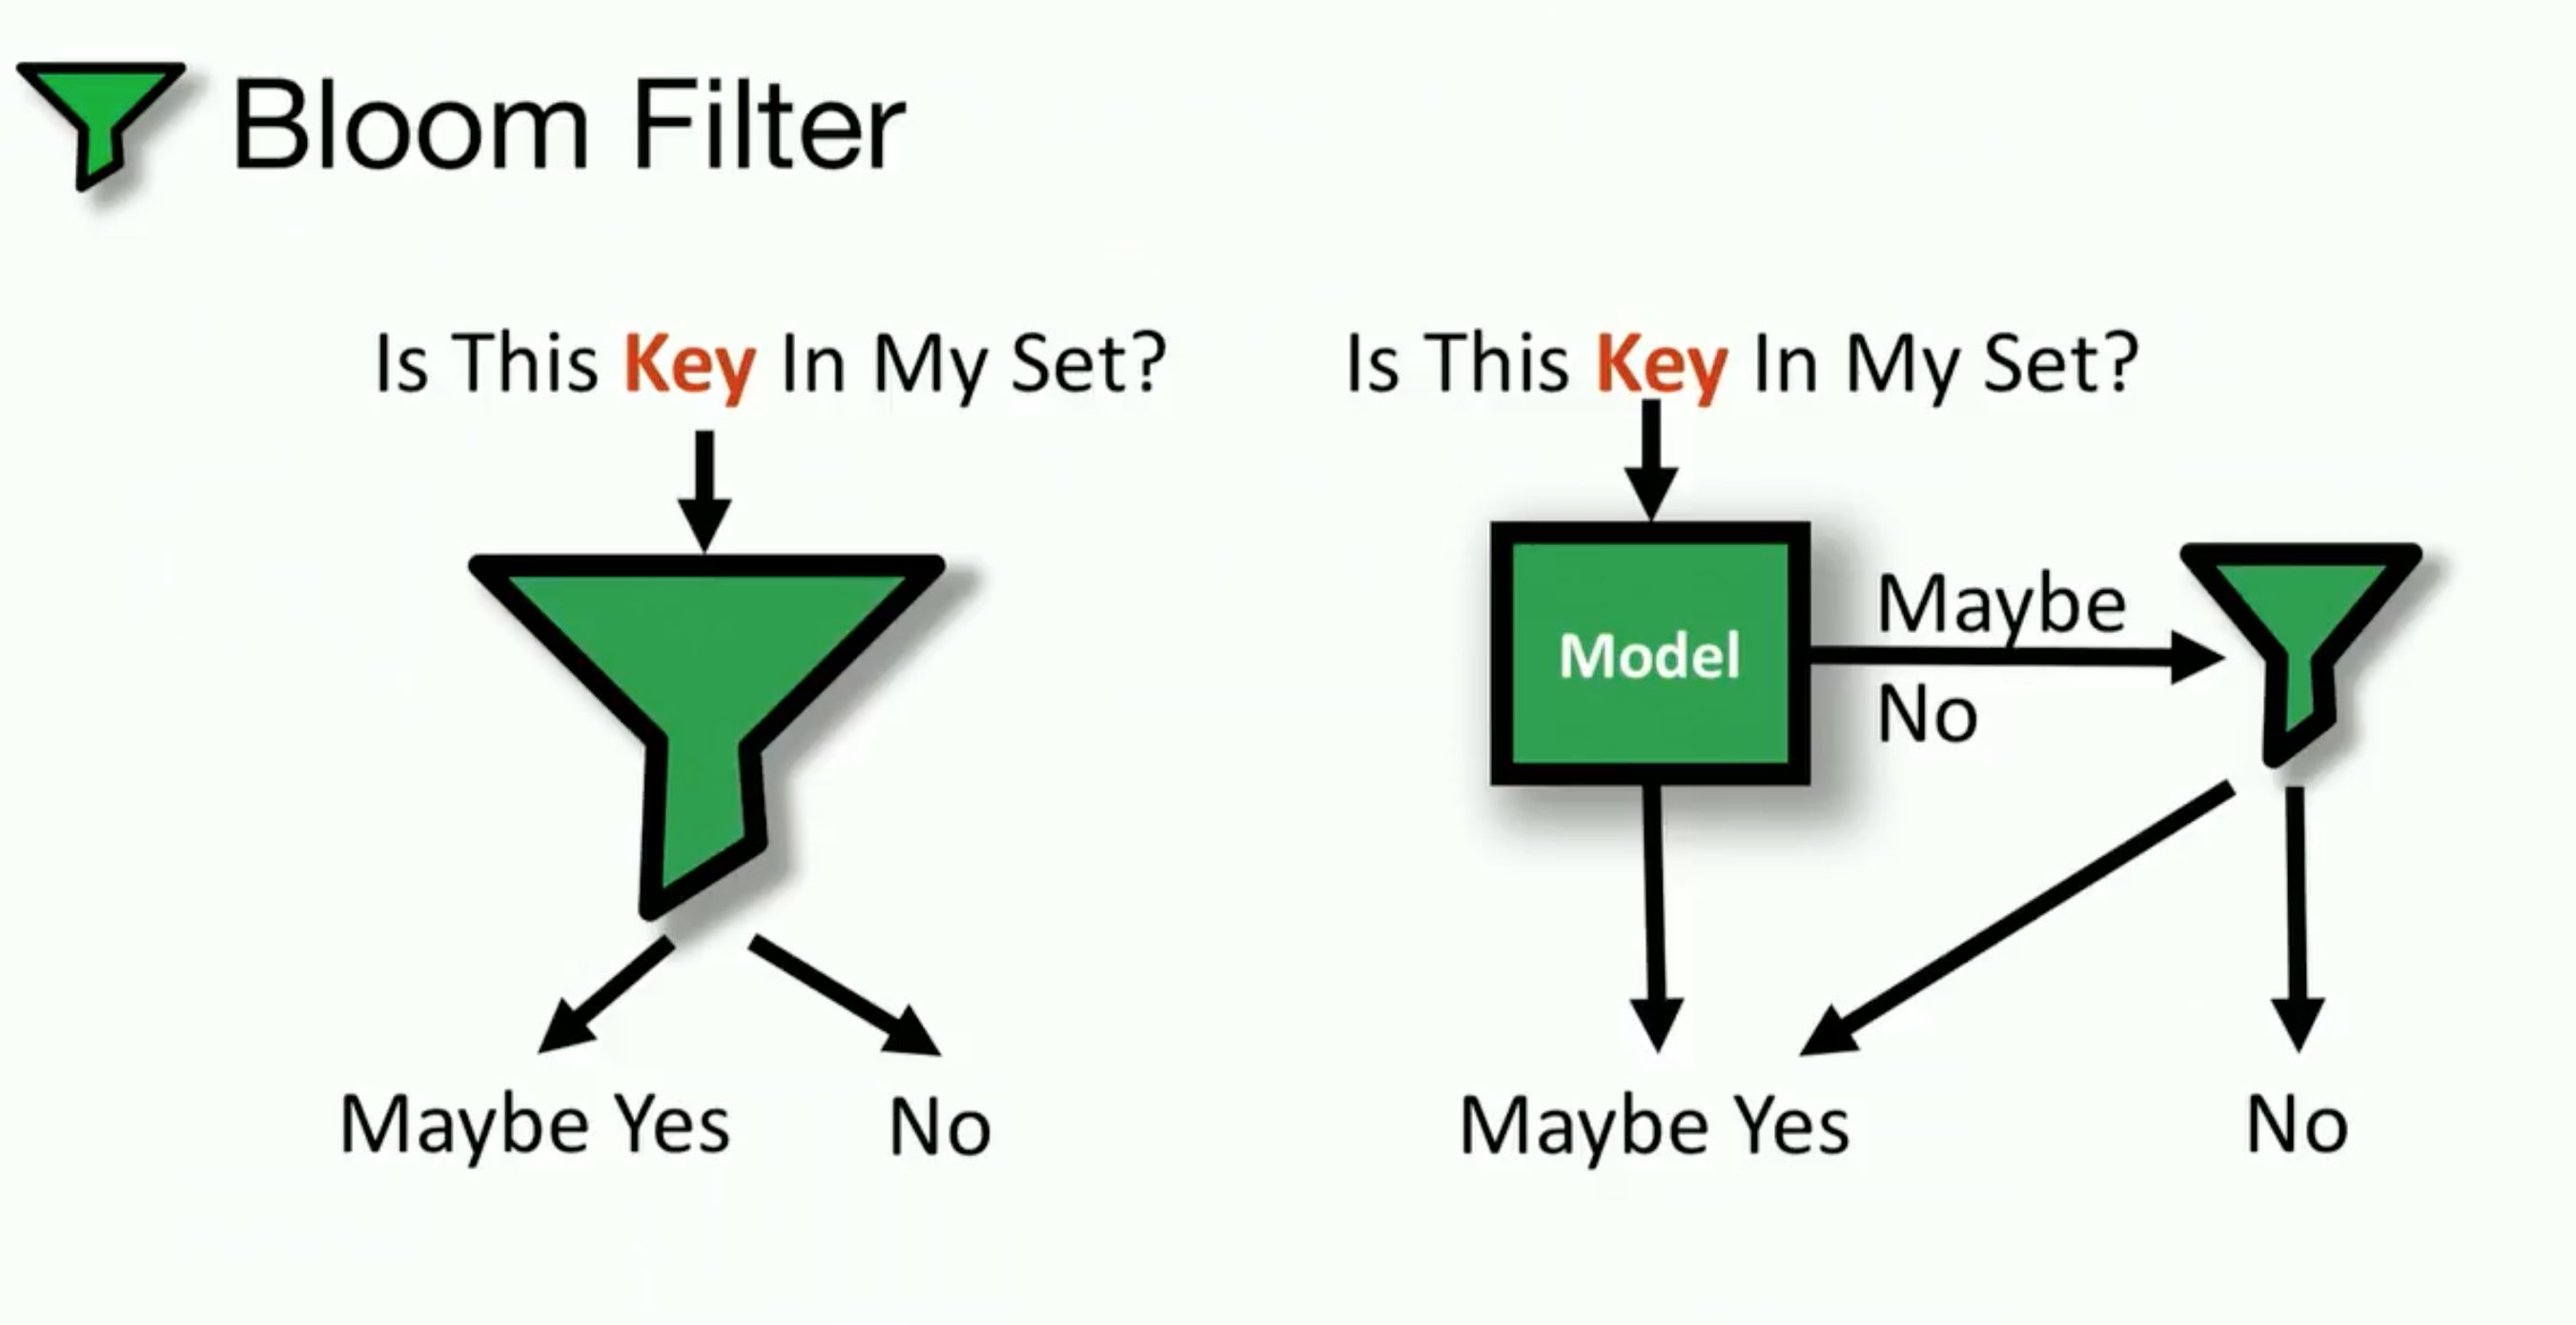 Bloom Filter
Is This Key In My Set?
Maybe Yes
No
Is This Key In My Set?
Model
Maybe
No
Maybe Yes
No